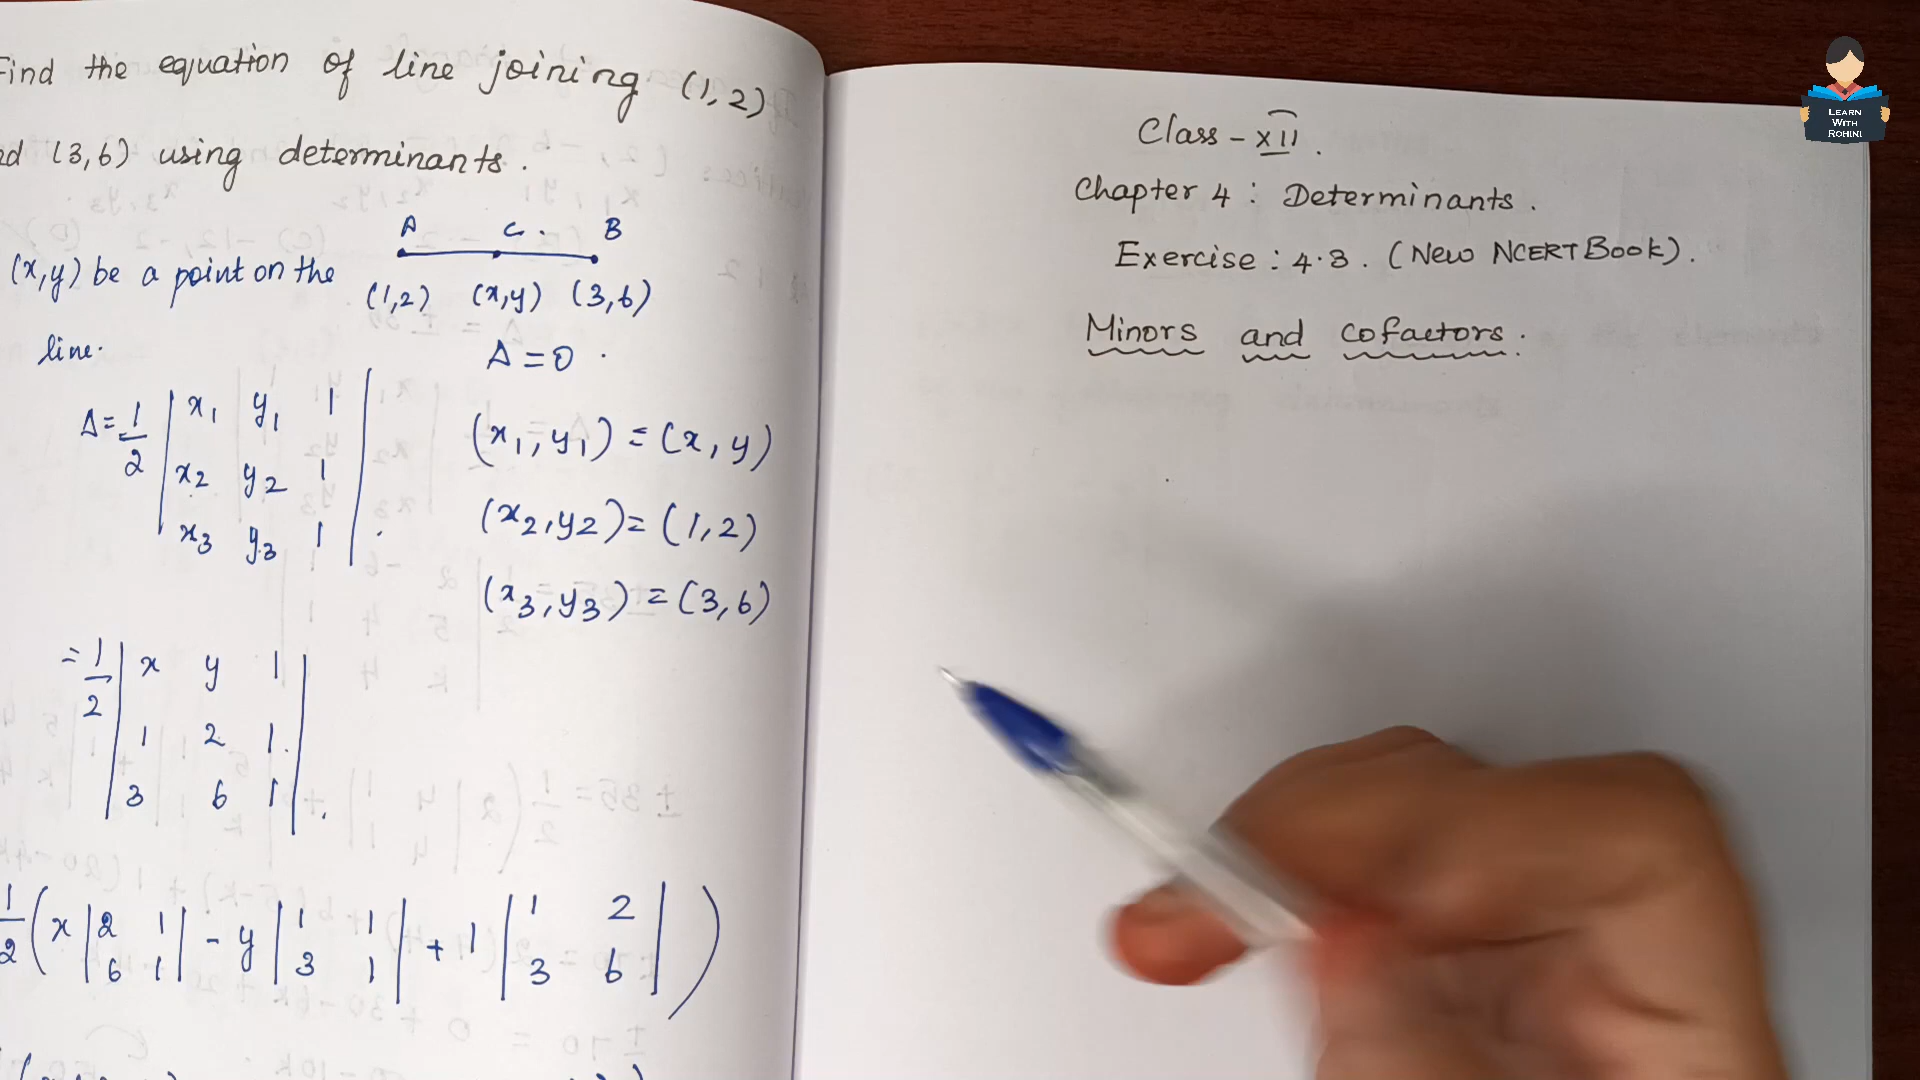 Find the equation of line joining (1,2)
(3,6) using determinants.
A C B
(x,y) be a point on the
(1,2) (x,y) (3,6)
line.
Δ=0
Δ=1/2 | x1 y1 1 |
| x2 y2 1 |
| x3 y3 1 |
(x1,y1) = (x,y)
(x2,y2) = (1,2)
(x3,y3) = (3,6)
=1/2 | x y 1 |
| 1 2 1 |
| 3 6 1 |
1/2 ( x |2 1| - y |1 1| + 1 |1 2| )
|6 1| |3 1| |3 6|
Class - XII.
Chapter 4 : Determinants.
Exercise : 4.3. (New NCERT Book).
Minors and cofactors.
LEARN
WITH
ROHINI